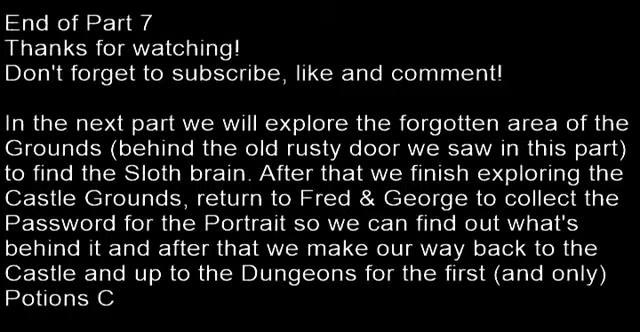 End of Part 7
Thanks for watching!
Don't forget to subscribe, like and comment!
In the next part we will explore the forgotten area of the
Grounds (behind the old rusty door we saw in this part)
to find the Sloth brain. After that we finish exploring the
Castle Grounds, return to Fred & George to collect the
Password for the Portrait so we can find out what's
behind it and after that we make our way back to the
Castle and up to the Dungeons for the first (and only)
Potions C